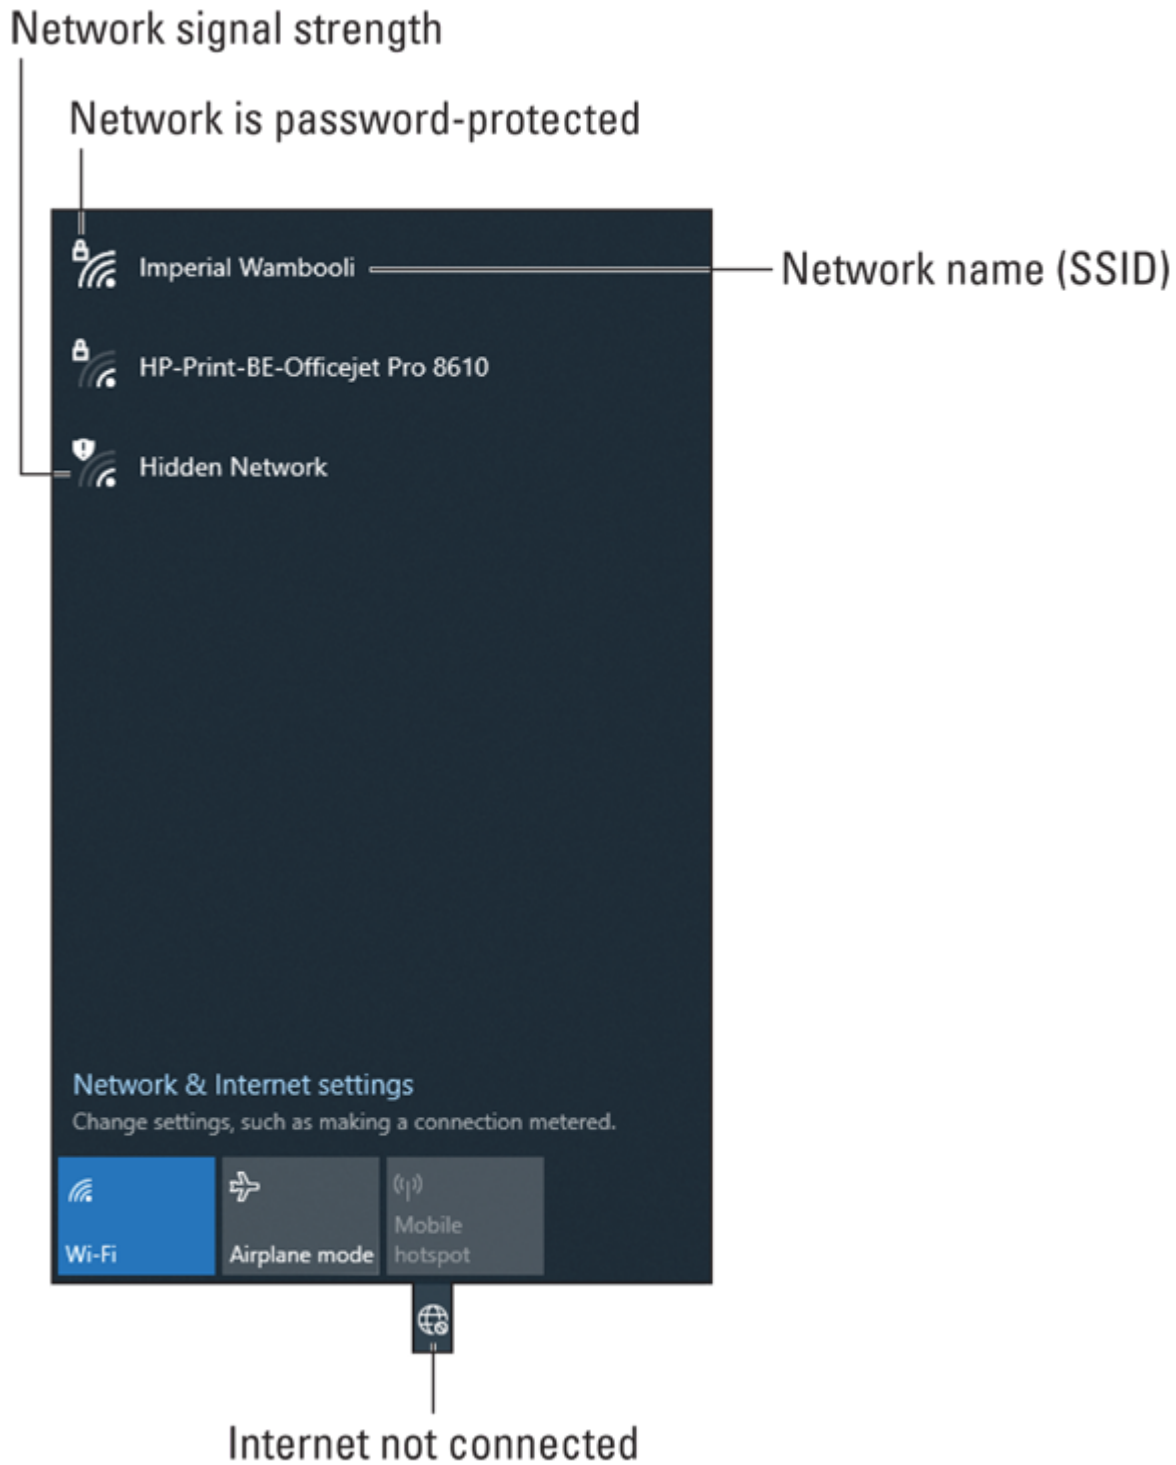 Network signal strength
Network is password-protected
Imperial Wambooli
Network name (SSID)
HP-Print-BE-Officejet Pro 8610
Hidden Network
Network & Internet settings
Change settings, such as making a connection metered.
Wi-Fi
Airplane mode
Mobile
hotspot
Internet not connected